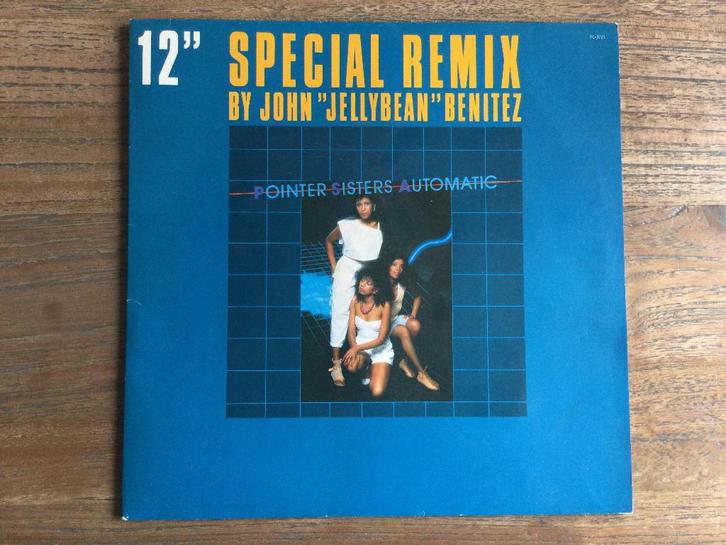 12”
SPECIAL REMIX
BY JOHN ”JELLYBEAN” BENITEZ
POINTER SISTERS AUTOMATIC